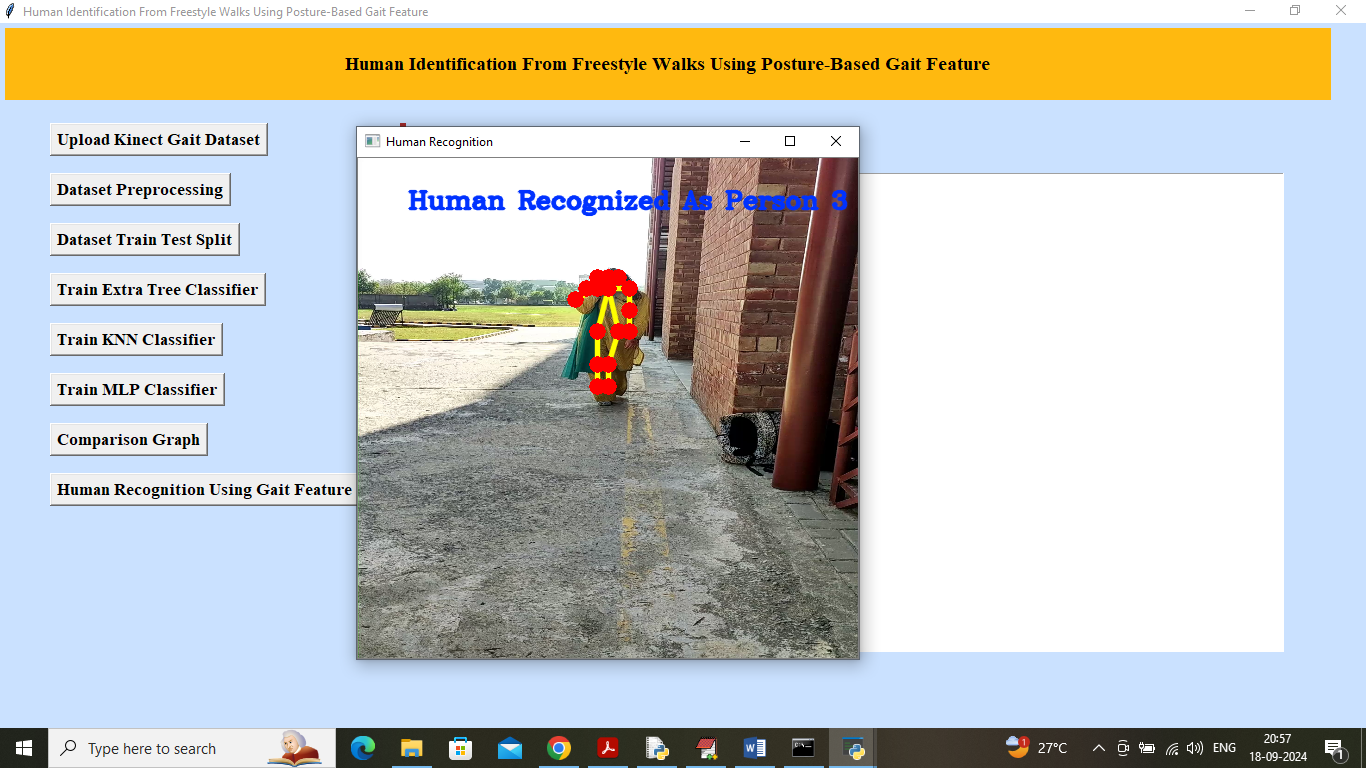 Human Identification From Freestyle Walks Using Posture-Based Gait Feature
Human Identification From Freestyle Walks Using Posture-Based Gait Feature
Upload Kinect Gait Dataset
Dataset Preprocessing
Dataset Train Test Split
Train Extra Tree Classifier
Train KNN Classifier
Train MLP Classifier
Comparison Graph
Human Recognition Using Gait Feature
Human Recognition
Human Recognized As Person 3
Type here to search
1
27°C
ENG
20:57
18-09-2024
1